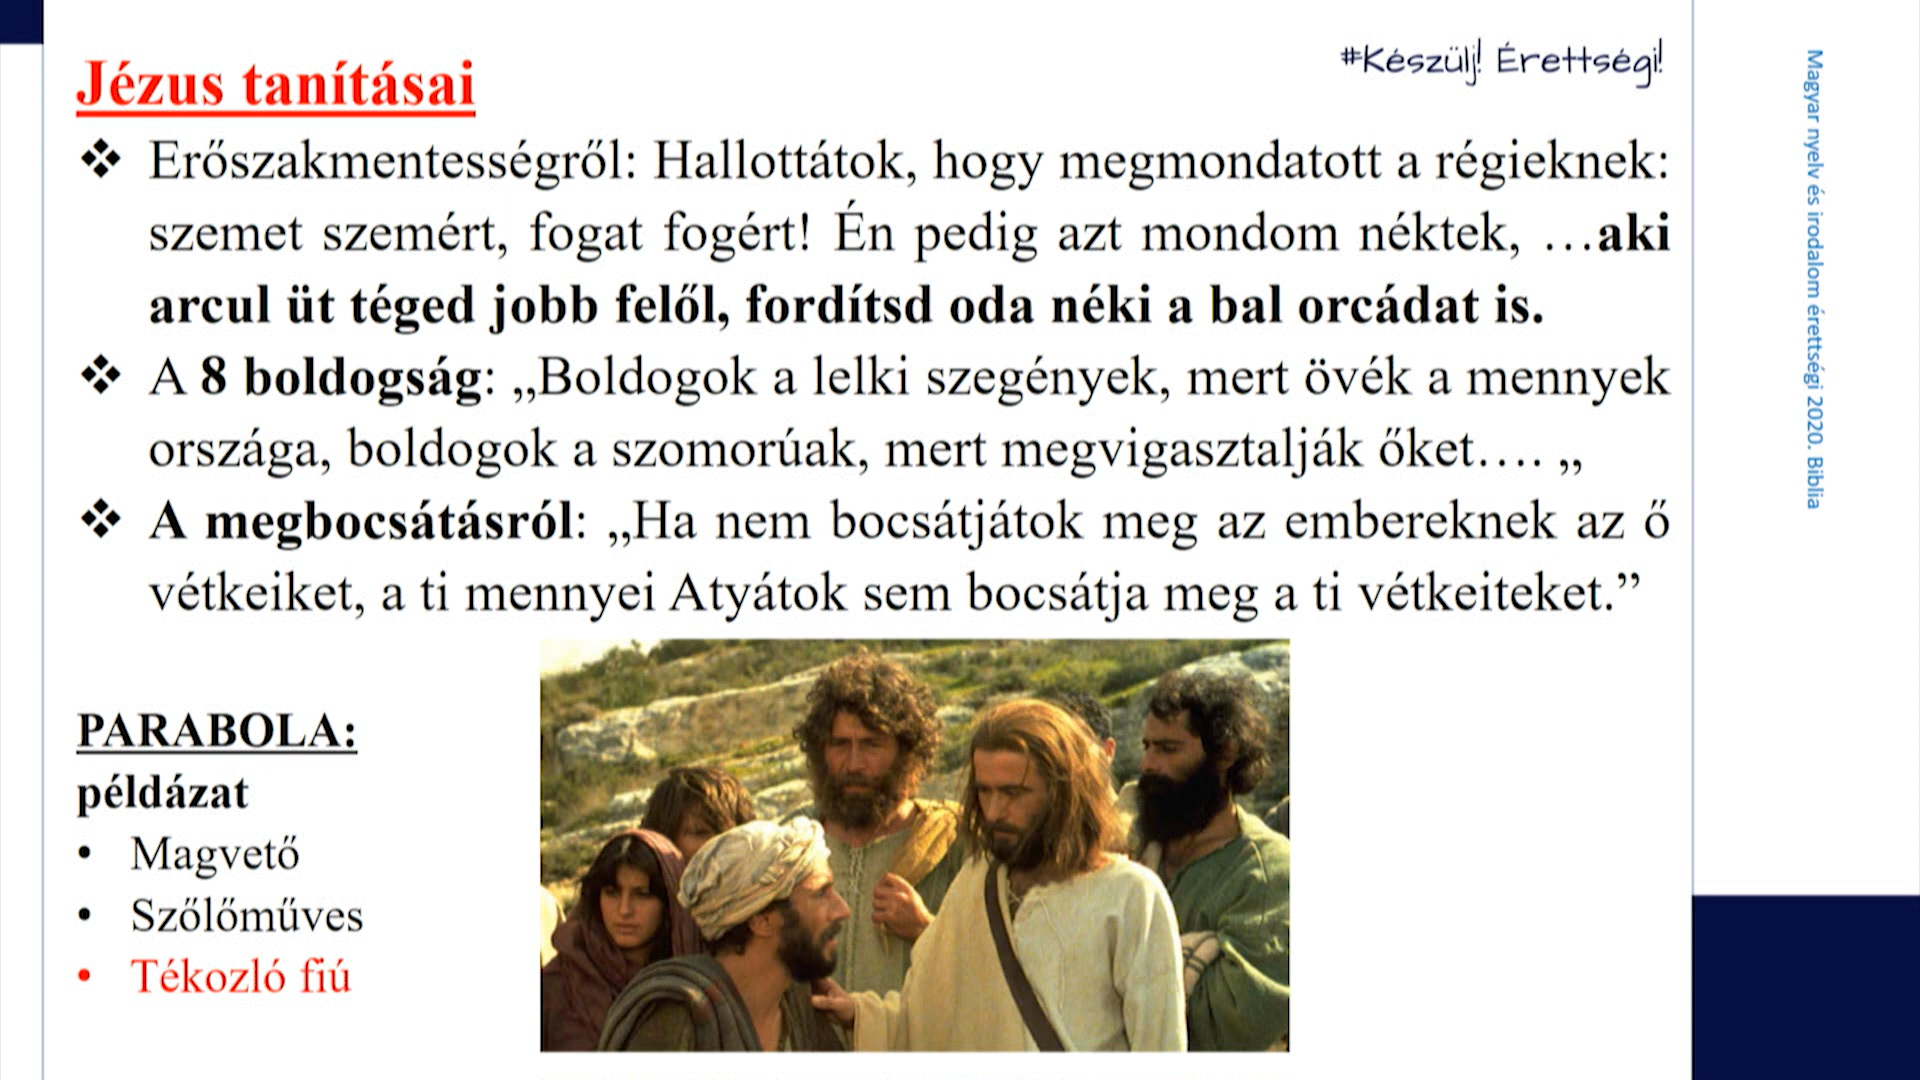 #Készülj! Érettségi!
Jézus tanításai
❖ Erőszakmentességről: Hallottátok, hogy megmondatott a régieknek:
szemet szemért, fogat fogért! Én pedig azt mondom néktek, …aki
arcul üt téged jobb felől, fordítsd oda néki a bal orcádat is.
❖ A 8 boldogság: „Boldogok a lelki szegények, mert övék a mennyek
országa, boldogok a szomorúak, mert megvigasztalják őket…. „
❖ A megbocsátásról: „Ha nem bocsátjátok meg az embereknek az ő
vétkeiket, a ti mennyei Atyátok sem bocsátja meg a ti vétkeiteket.”
PARABOLA:
példázat
• Magvető
• Szőlőműves
• Tékozló fiú
Magyar nyelv és irodalom érettségi 2020. Biblia